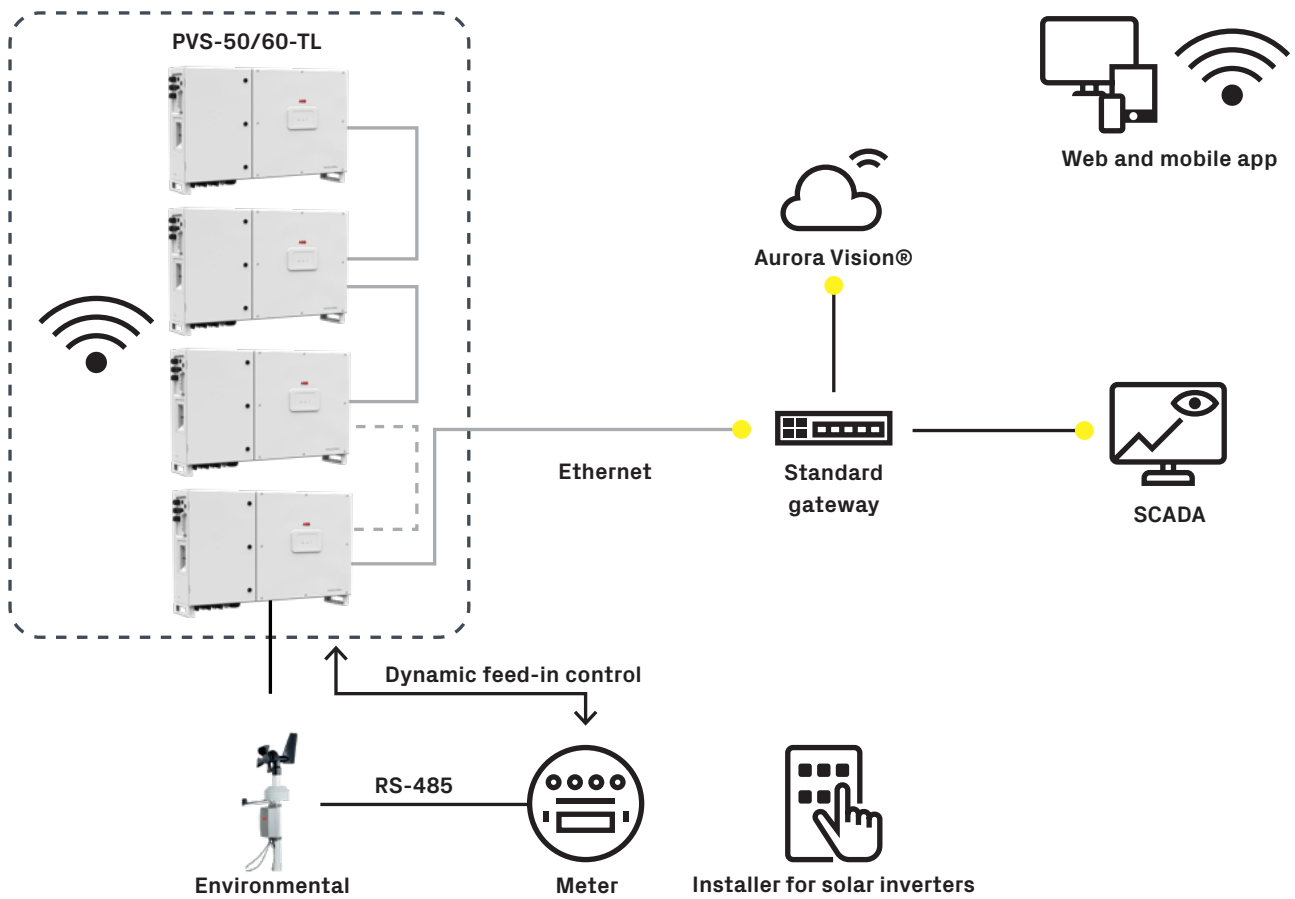 PVS-50/60-TL
Web and mobile app
Aurora Vision®
Ethernet
Standard
gateway
SCADA
Dynamic feed-in control
RS-485
Environmental
Meter
Installer for solar inverters